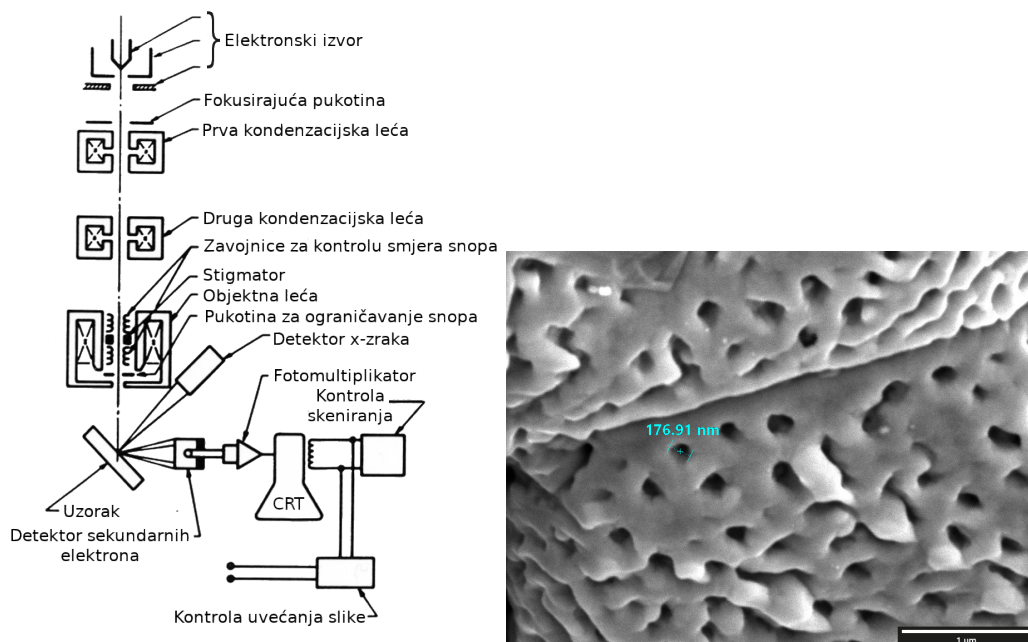 Elektronski izvor
Fokusirajuća pukotina
Prva kondenzacijska leća
Druga kondenzacijska leća
Zavojnice za kontrolu smjera snopa
Stigmator
Objektna leća
Pukotina za ograničavanje snopa
Detektor x-zraka
Fotomultiplikator
Kontrola
skeniranja
CRT
Uzorak
Detektor sekundarnih
elektrona
Kontrola uvećanja slike
176.91 nm
1 um